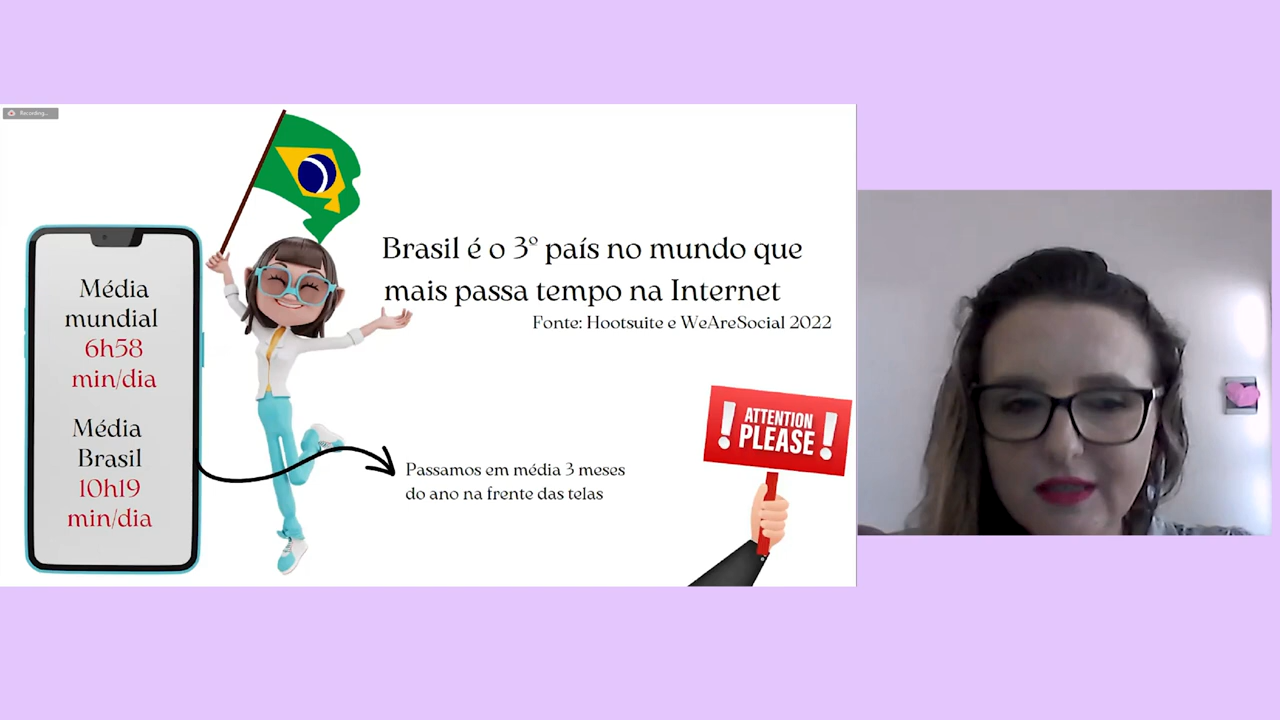 Recording...
Brasil é o 3º país no mundo que
mais passa tempo na Internet
Fonte: Hootsuite e WeAreSocial 2022
Média
mundial
6h58
min/dia
Média
Brasil
10h19
min/dia
Passamos em média 3 meses
do ano na frente das telas
! ATTENTION
PLEASE !